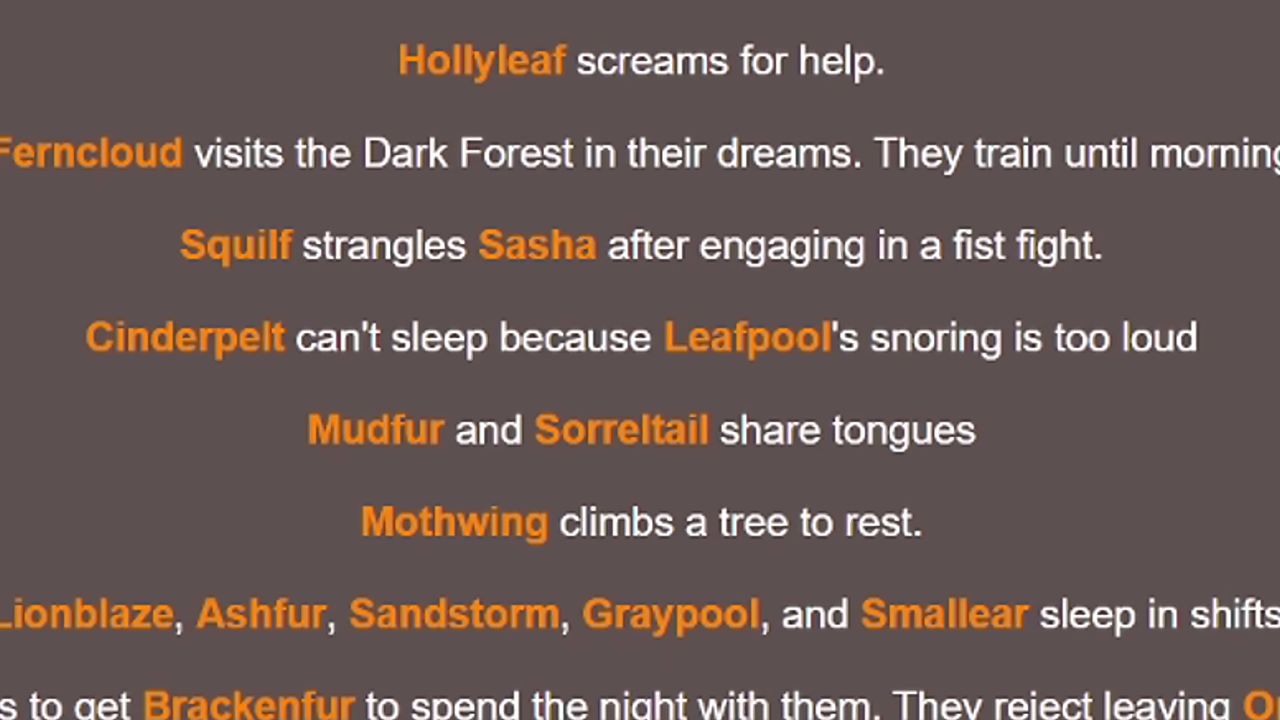 Hollyleaf screams for help.
Ferncloud visits the Dark Forest in their dreams. They train until morning
Squilf strangles Sasha after engaging in a fist fight.
Cinderpelt can't sleep because Leafpool's snoring is too loud
Mudfur and Sorreltail share tongues
Mothwing climbs a tree to rest.
Lionblaze, Ashfur, Sandstorm, Graypool, and Smallear sleep in shifts
to get Brackenfur to spend the night with them. They reject leaving